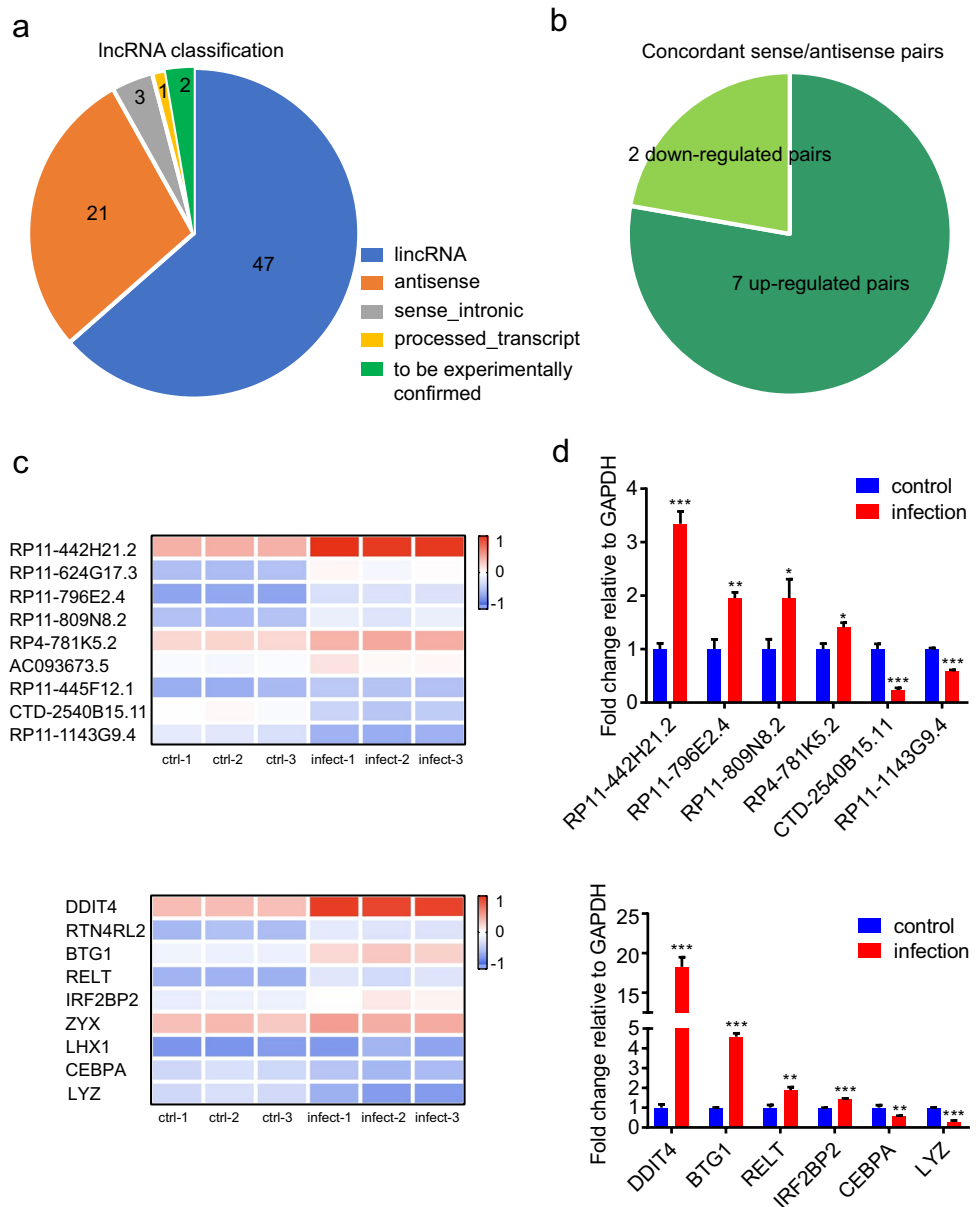 a
lncRNA classification
3
1
2
21
47
lincRNA
antisense
sense_intronic
processed_transcript
to be experimentally
confirmed
b
Concordant sense/antisense pairs
2 down-regulated pairs
7 up-regulated pairs
c
RP11-442H21.2
RP11-624G17.3
RP11-796E2.4
RP11-809N8.2
RP4-781K5.2
AC093673.5
RP11-445F12.1
CTD-2540B15.11
RP11-1143G9.4
ctrl-1 ctrl-2 ctrl-3 infect-1 infect-2 infect-3
1
0
-1
DDIT4
RTN4RL2
BTG1
RELT
IRF2BP2
ZYX
LHX1
CEBPA
LYZ
ctrl-1 ctrl-2 ctrl-3 infect-1 infect-2 infect-3
1
0
-1
d
Fold change relative to GAPDH
4
3
2
1
0
control
infection
***
**
*
*
***
***
RP11-442H21.2
RP11-796E2.4
RP11-809N8.2
RP4-781K5.2
CTD-2540B15.11
RP11-1143G9.4
Fold change relative to GAPDH
25
20
15
5
4
3
2
1
0
control
infection
***
***
**
***
**
***
DDIT4
BTG1
RELT
IRF2BP2
CEBPA
LYZ